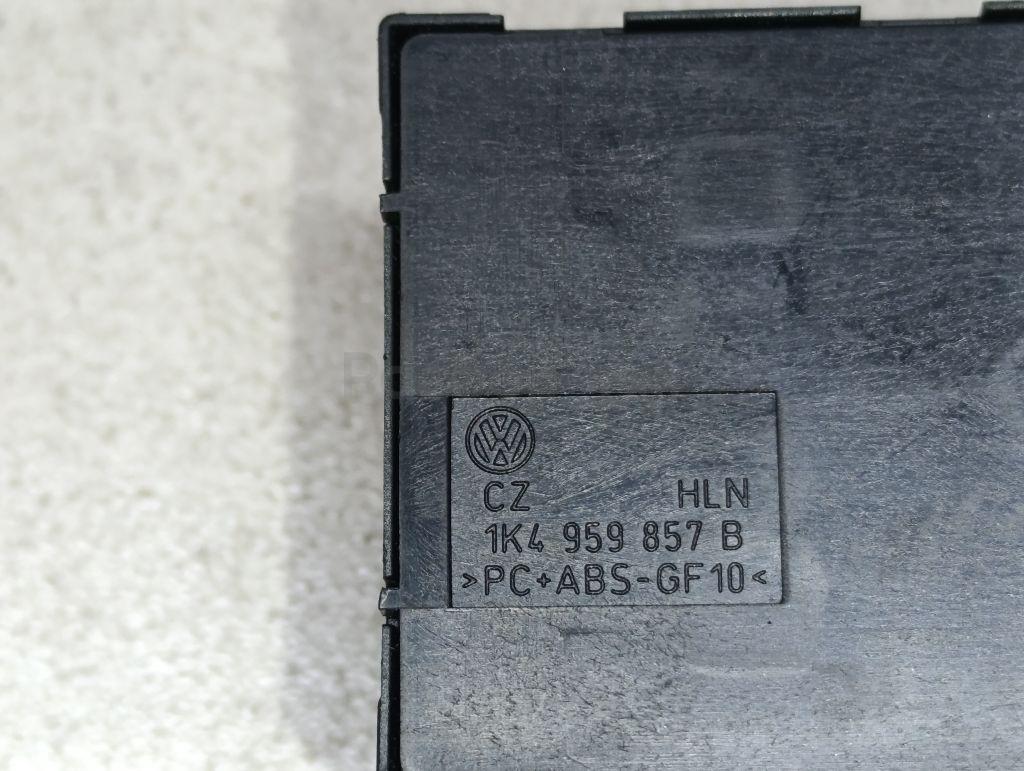 CZ HLN
1K4 959 857 B
>PC+ABS-GF10<